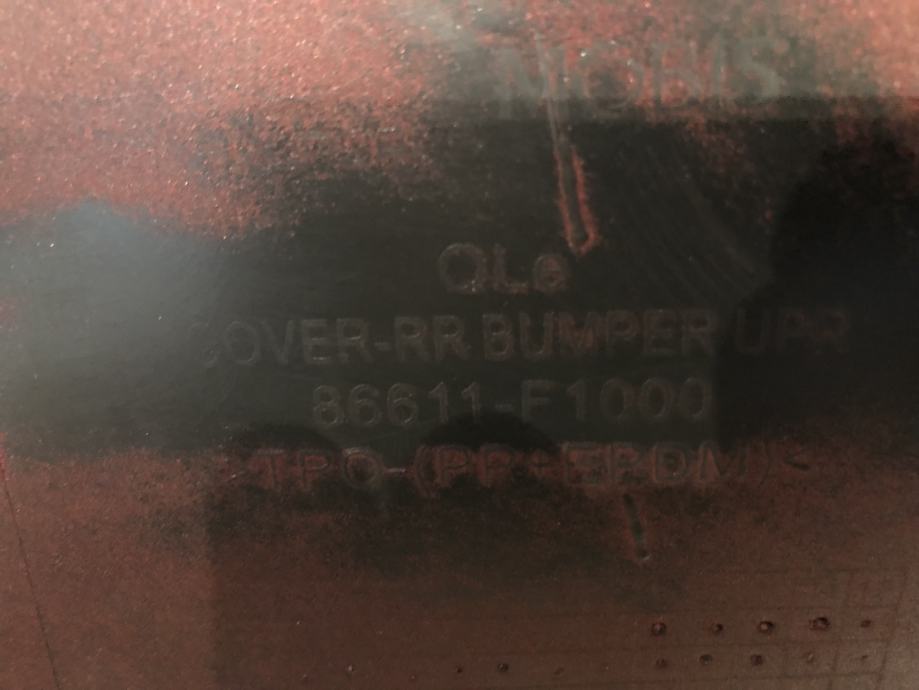 MOBIS
QLe
COVER-RR BUMPER UPR
86611-F1000
>TPO-(PP+EPDM)<